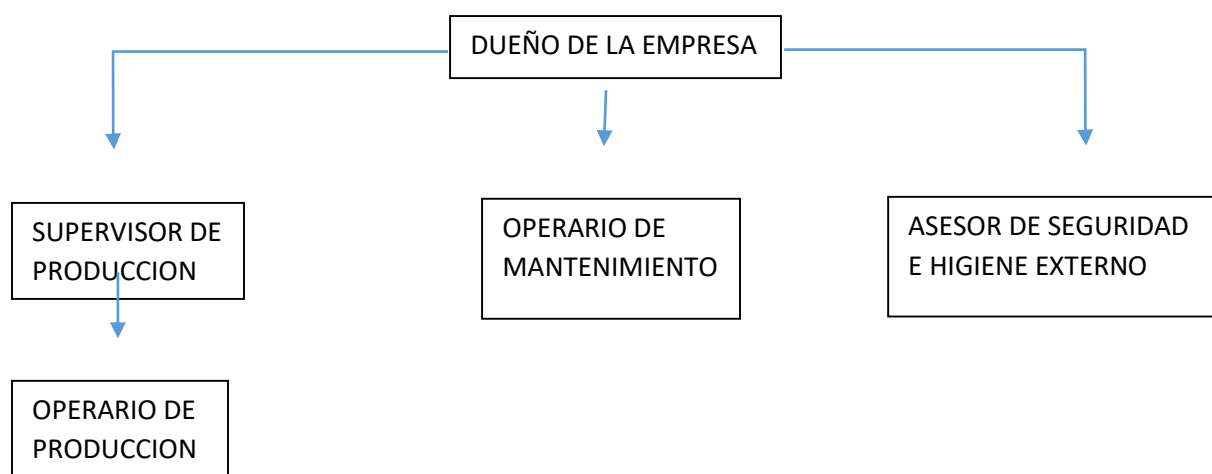 DUEÑO DE LA EMPRESA
SUPERVISOR DE
PRODUCCION
OPERARIO DE
MANTENIMIENTO
ASESOR DE SEGURIDAD
E HIGIENE EXTERNO
OPERARIO DE
PRODUCCION